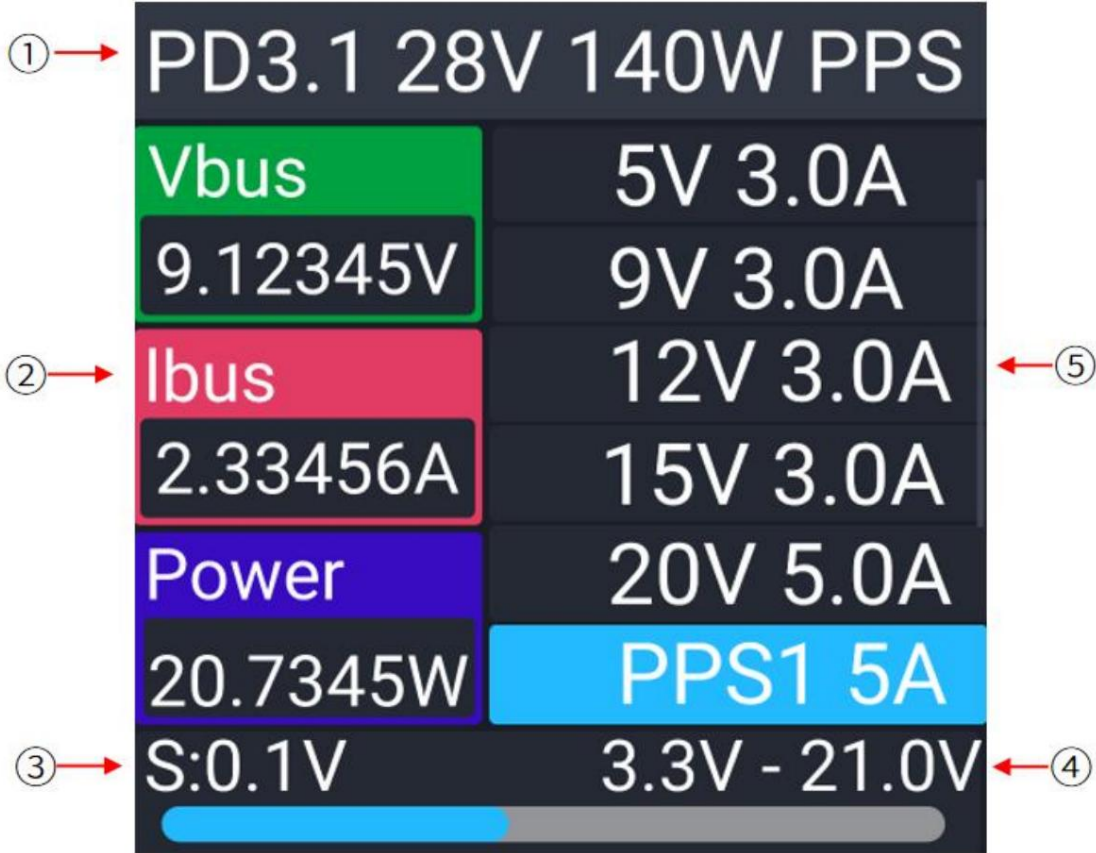 ① PD3.1 28V 140W PPS
Vbus
9.12345V
② Ibus
2.33456A
Power
20.7345W
5V 3.0A
9V 3.0A
12V 3.0A ⑤
15V 3.0A
20V 5.0A
PPS1 5A
③ S:0.1V
3.3V - 21.0V ④